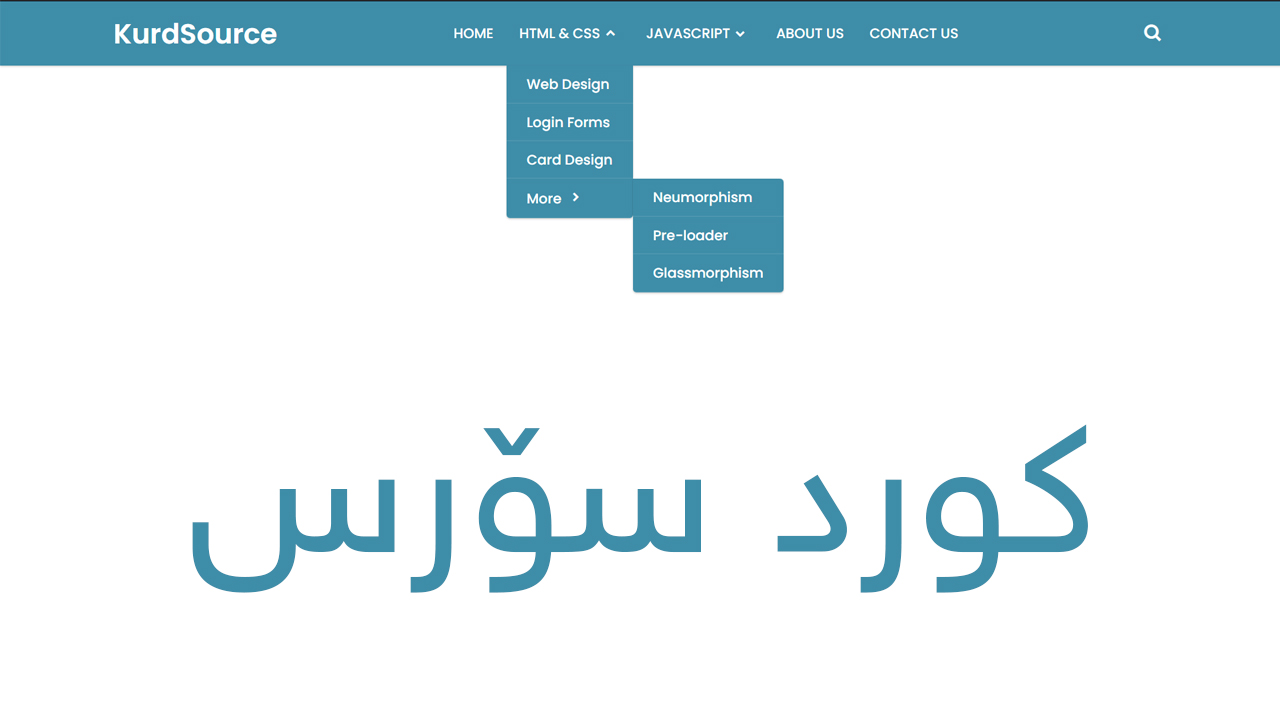 KurdSource
HOME HTML & CSS JAVASCRIPT ABOUT US CONTACT US
Web Design
Login Forms
Card Design
More
Neumorphism
Pre-loader
Glassmorphism
کورد سۆرس